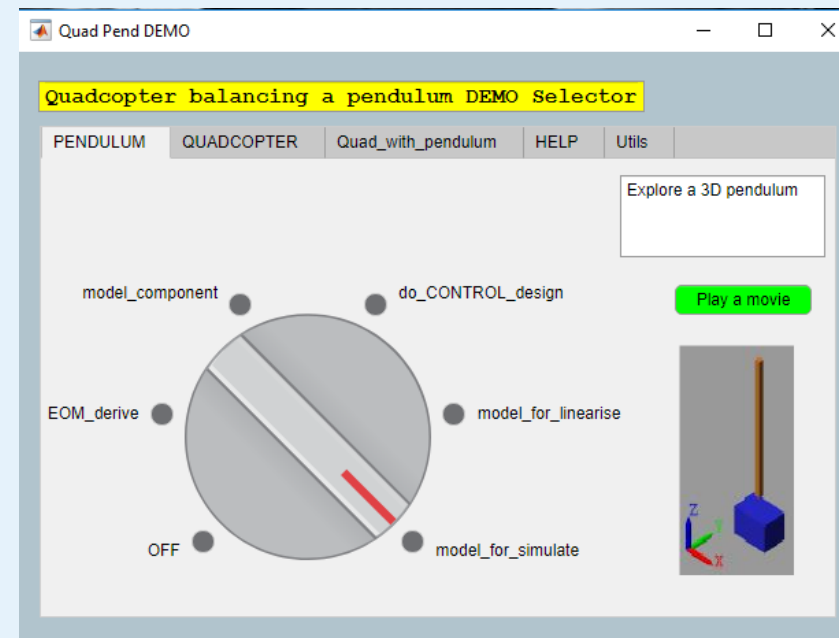 Quad Pend DEMO
Quadcopter balancing a pendulum DEMO Selector
PENDULUM QUADCOPTER Quad_with_pendulum HELP Utils
Explore a 3D pendulum
model_component do_CONTROL_design
Play a movie
EOM_derive model_for_linearise
OFF model_for_simulate
Z Y
X